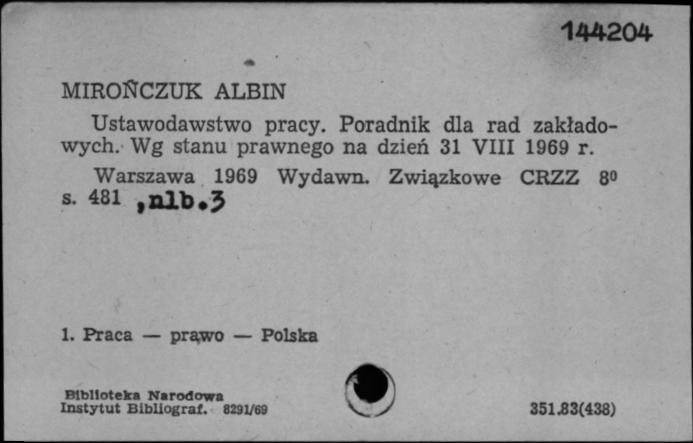 144204
MIROŃCZUK ALBIN
Ustawodawstwo pracy. Poradnik dla rad zakłado-
wych. Wg stanu prawnego na dzień 31 VIII 1969 r.
Warszawa 1969 Wydawn. Związkowe CRZZ 8⁰
s. 481 ,nlb.3
1. Praca — prawo — Polska
Biblioteka Narodowa
Instytut Bibliograf. 8291/69
351.83(438)